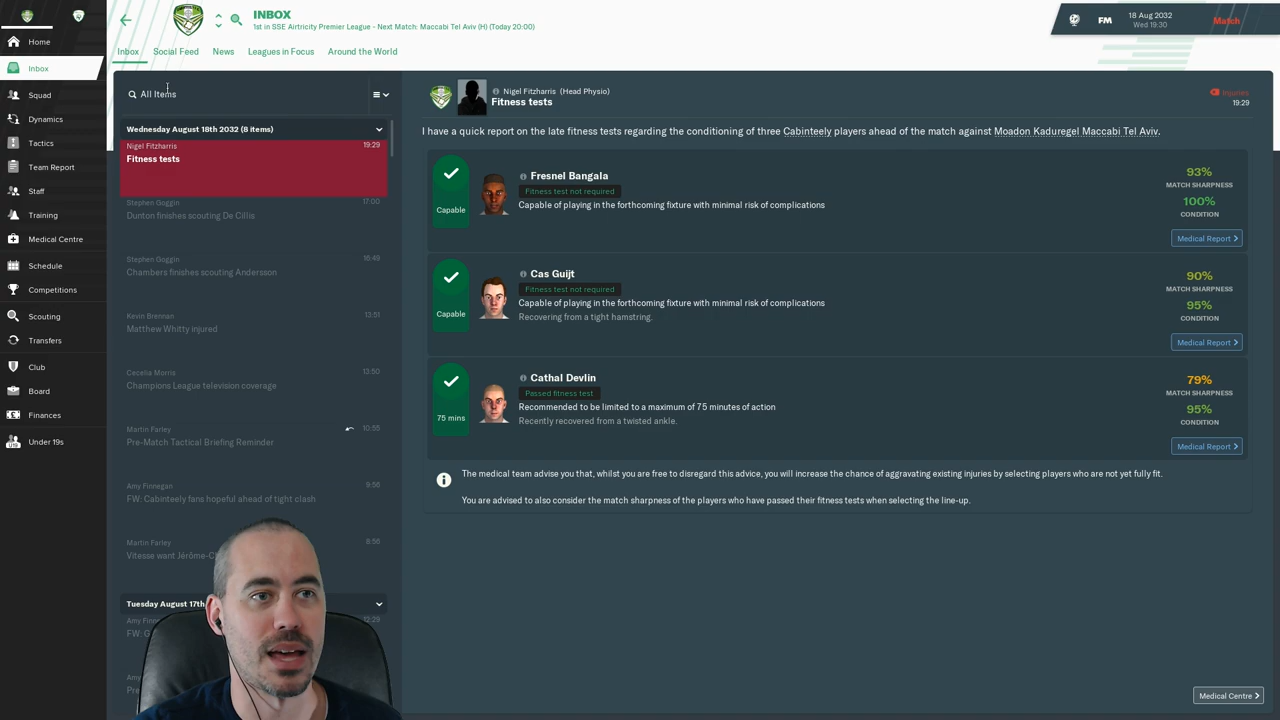 INBOX
1st in SSE Airtricity Premier League - Next Match: Maccabi Tel Aviv (H) (Today 20:00)
FM
18 Aug 2032
Wed 19:30
Match
Home
Inbox
Squad
Dynamics
Tactics
Team Report
Staff
Training
Medical Centre
Schedule
Competitions
Scouting
Transfers
Club
Board
Finances
Under 19s
Inbox
Social Feed
News
Leagues in Focus
Around the World
All Items
Wednesday August 18th 2032 (8 items)
Nigel Fitzharris 19:29
Fitness tests
Stephen Goggin 17:00
Dunton finishes scouting De Cillis
Stephen Goggin 16:49
Chambers finishes scouting Andersson
Kevin Brennan 13:51
Matthew Whitty injured
Cecelia Morris 13:50
Champions League television coverage
Martin Farley 10:55
Pre-Match Tactical Briefing Reminder
Amy Finnegan 9:56
FW: Cabinteely fans hopeful ahead of tight clash
Martin Farley 8:56
Vitesse want
Tuesday August 17th
Amy
FW:
Amy
Nigel Fitzharris (Head Physio)
Fitness tests
Injuries
19:29
I have a quick report on the late fitness tests regarding the conditioning of three Cabinteely players ahead of the match against Moadon Kaduregel Maccabi Tel Aviv.
Capable
Fresnel Bangala
Fitness test not required
Capable of playing in the forthcoming fixture with minimal risk of complications
93%
MATCH SHARPNESS
100%
CONDITION
Medical Report
Capable
Cas Guijt
Fitness test not required
Capable of playing in the forthcoming fixture with minimal risk of complications
Recovering from a tight hamstring.
90%
MATCH SHARPNESS
95%
CONDITION
Medical Report
75 mins
Cathal Devlin
Passed fitness test
Recommended to be limited to a maximum of 75 minutes of action
Recently recovered from a twisted ankle.
79%
MATCH SHARPNESS
95%
CONDITION
Medical Report
The medical team advise you that, whilst you are free to disregard this advice, you will increase the chance of aggravating existing injuries by selecting players who are not yet fully fit.
You are advised to also consider the match sharpness of the players who have passed their fitness tests when selecting the line-up.
Medical Centre